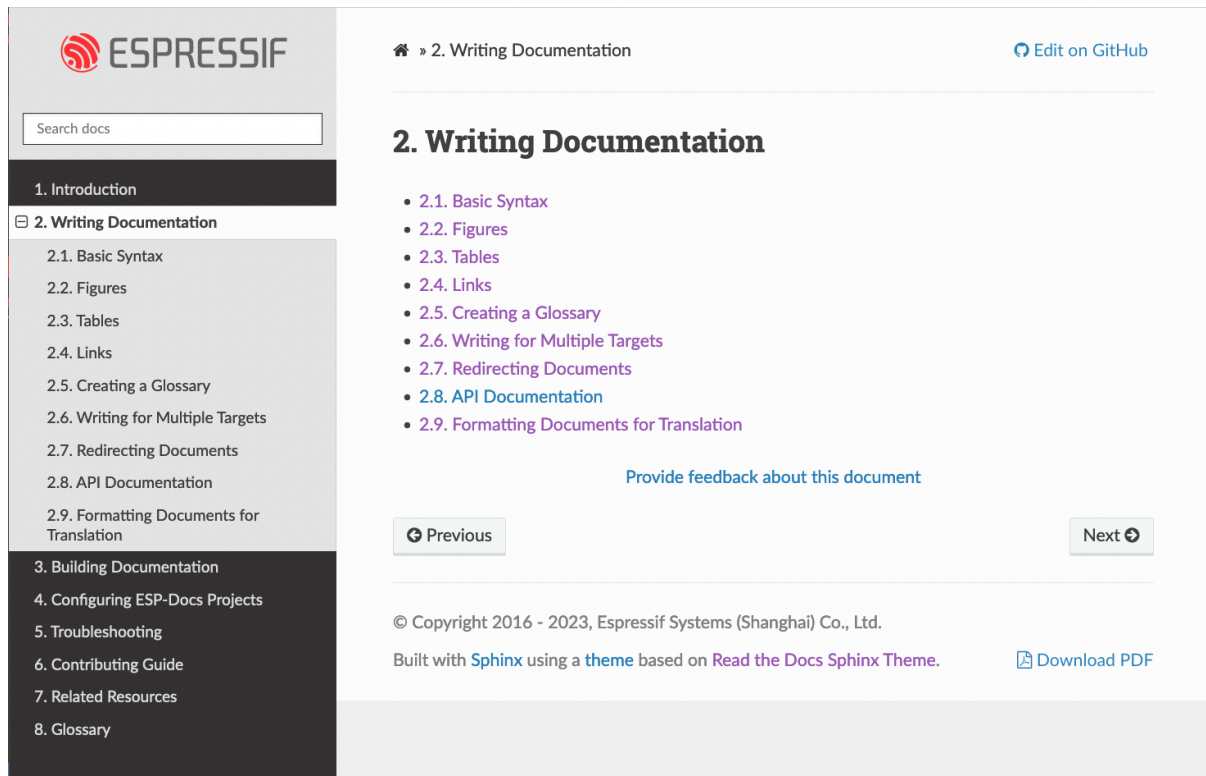 ESPRESSIF
Search docs
1. Introduction
2. Writing Documentation
2.1. Basic Syntax
2.2. Figures
2.3. Tables
2.4. Links
2.5. Creating a Glossary
2.6. Writing for Multiple Targets
2.7. Redirecting Documents
2.8. API Documentation
2.9. Formatting Documents for
Translation
3. Building Documentation
4. Configuring ESP-Docs Projects
5. Troubleshooting
6. Contributing Guide
7. Related Resources
8. Glossary
» 2. Writing Documentation
Edit on GitHub
2. Writing Documentation
2.1. Basic Syntax
2.2. Figures
2.3. Tables
2.4. Links
2.5. Creating a Glossary
2.6. Writing for Multiple Targets
2.7. Redirecting Documents
2.8. API Documentation
2.9. Formatting Documents for Translation
Provide feedback about this document
Previous
Next
© Copyright 2016 - 2023, Espressif Systems (Shanghai) Co., Ltd.
Built with Sphinx using a theme based on Read the Docs Sphinx Theme.
Download PDF